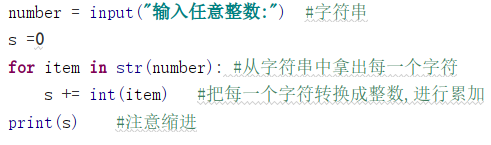 number = input("输入任意整数:")  #字符串
s =0
for item in str(number): #从字符串中拿出每一个字符
    s += int(item)   #把每一个字符转换成整数,进行累加
print(s)    #注意缩进